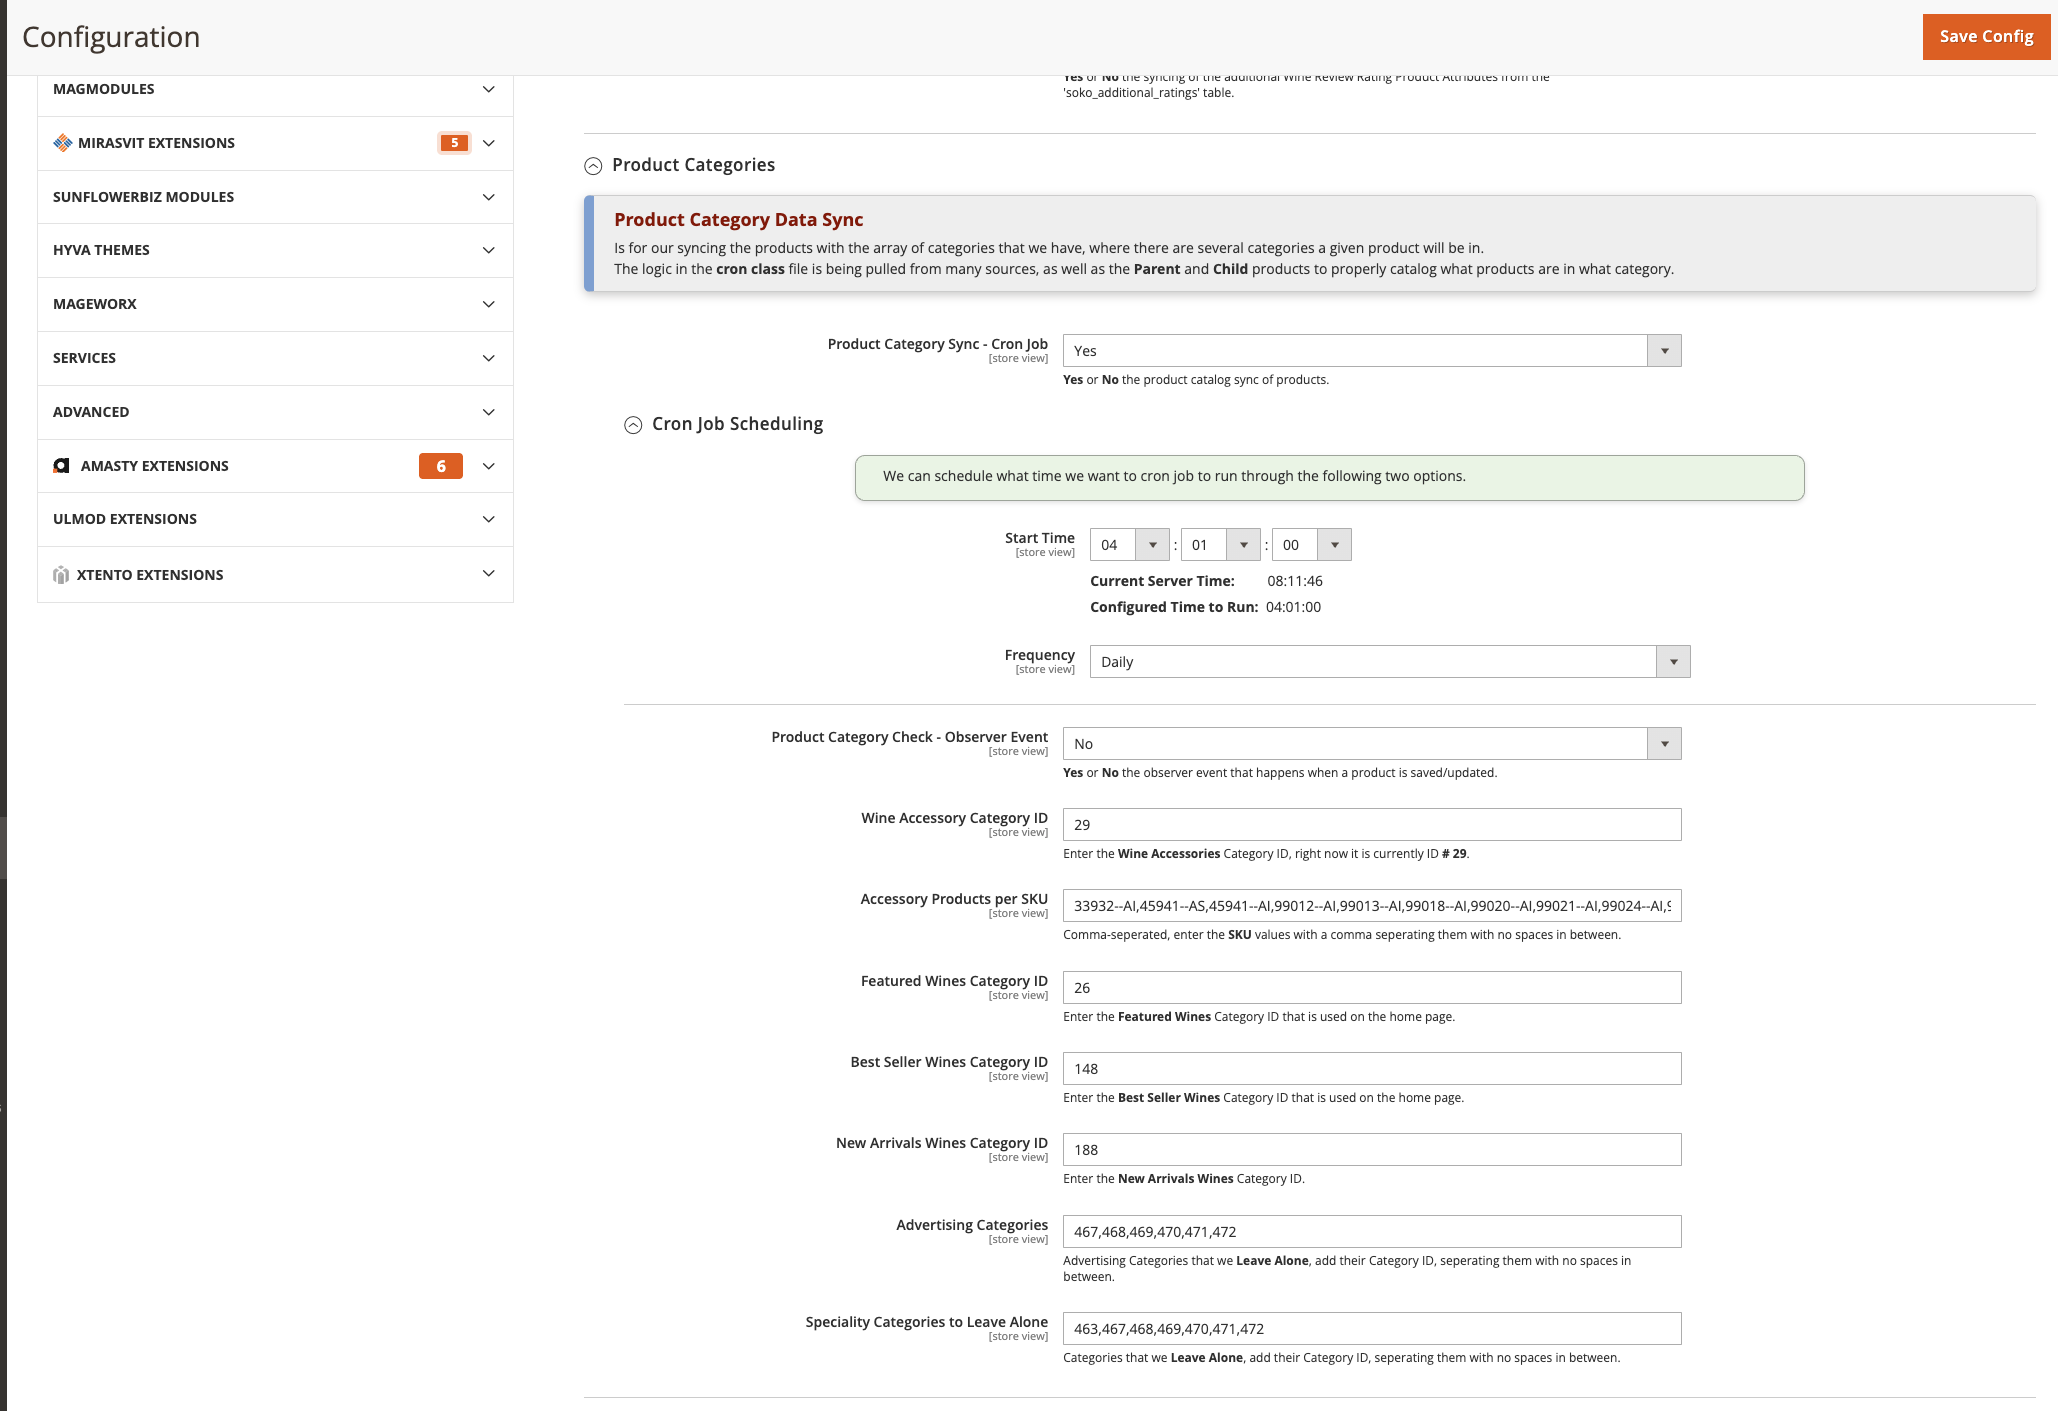 Configuration
Save Config
MAGMODULES
MIRASVIT EXTENSIONS
5
SUNFLOWERBIZ MODULES
HYVA THEMES
MAGEWORX
SERVICES
ADVANCED
AMASTY EXTENSIONS
6
ULMOD EXTENSIONS
XTENTO EXTENSIONS
Yes or No the syncing of the additional Wine Review Rating Product Attributes from the
'soko_additional_ratings' table.
Product Categories
Product Category Data Sync
Is for our syncing the products with the array of categories that we have, where there are several categories a given product will be in.
The logic in the cron class file is being pulled from many sources, as well as the Parent and Child products to properly catalog what products are in what category.
Product Category Sync - Cron Job
[store view]
Yes
Yes or No the product catalog sync of products.
Cron Job Scheduling
We can schedule what time we want to cron job to run through the following two options.
Start Time
[store view]
04 : 01 : 00
Current Server Time: 08:11:46
Configured Time to Run: 04:01:00
Frequency
[store view]
Daily
Product Category Check - Observer Event
[store view]
No
Yes or No the observer event that happens when a product is saved/updated.
Wine Accessory Category ID
[store view]
29
Enter the Wine Accessories Category ID, right now it is currently ID # 29.
Accessory Products per SKU
[store view]
33932--AI,45941--AS,45941--AI,99012--AI,99013--AI,99018--AI,99020--AI,99021--AI,99024--AI,
Comma-seperated, enter the SKU values with a comma seperating them with no spaces in between.
Featured Wines Category ID
[store view]
26
Enter the Featured Wines Category ID that is used on the home page.
Best Seller Wines Category ID
[store view]
148
Enter the Best Seller Wines Category ID that is used on the home page.
New Arrivals Wines Category ID
[store view]
188
Enter the New Arrivals Wines Category ID.
Advertising Categories
[store view]
467,468,469,470,471,472
Advertising Categories that we Leave Alone, add their Category ID, seperating them with no spaces in
between.
Speciality Categories to Leave Alone
[store view]
463,467,468,469,470,471,472
Categories that we Leave Alone, add their Category ID, seperating them with no spaces in between.